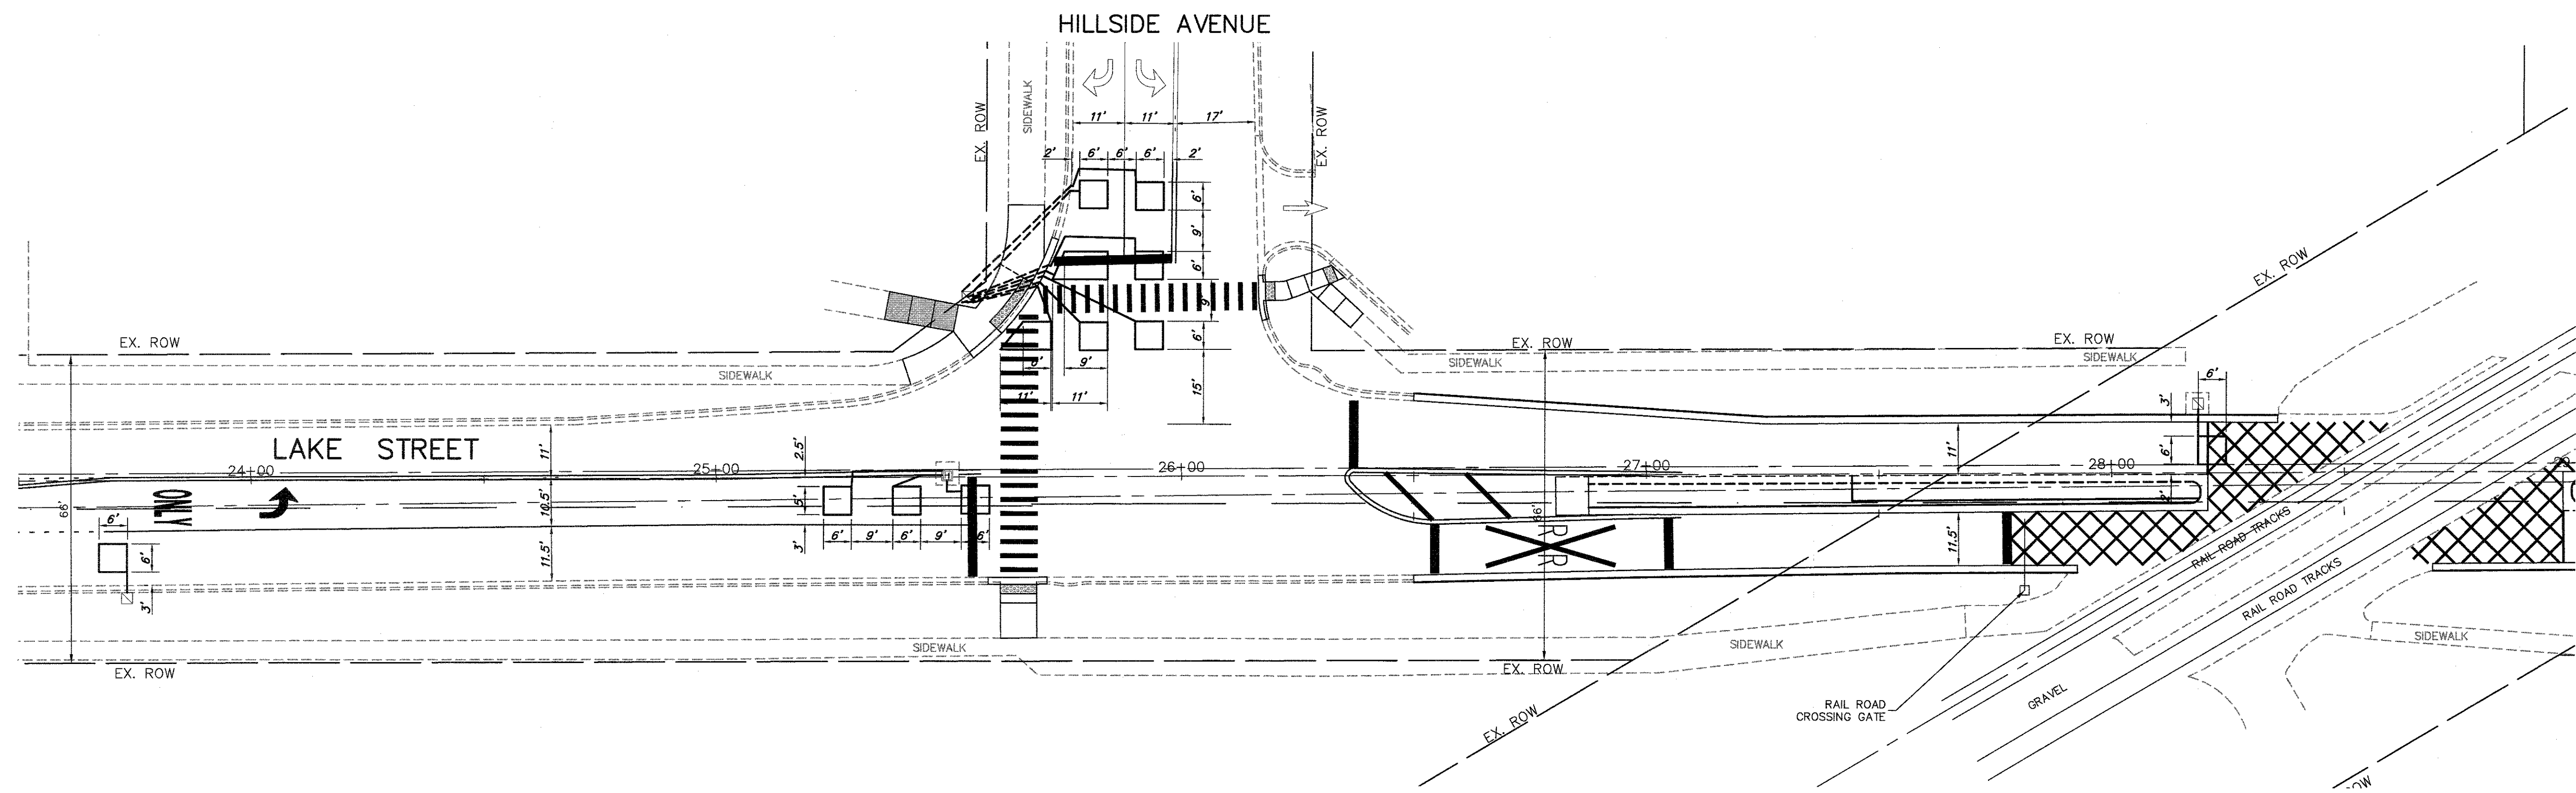 HILLSIDE AVENUE
EX. ROW
SIDEWALK
EX. ROW
11'
11'
17'
2'
6'
6'
6'
2'
6'
9'
6'
9'
6'
15'
6'
9'
11'
11'
EX. ROW
SIDEWALK
EX. ROW
SIDEWALK
EX. ROW
SIDEWALK
EX. ROW
6'
3'
6'
2'
LAKE STREET
24+00
25+00
26+00
27+00
28+00
66'
ONLY
6'
6'
3'
11'
10.5'
11.5'
2.5'
5'
3'
6'
9'
6'
9'
6'
66'
R R
11'
11.5'
RAIL ROAD TRACKS
RAIL ROAD TRACKS
SIDEWALK
SIDEWALK
SIDEWALK
EX. ROW
EX. ROW
EX. ROW
RAIL ROAD
CROSSING GATE
GRAVEL
ROW